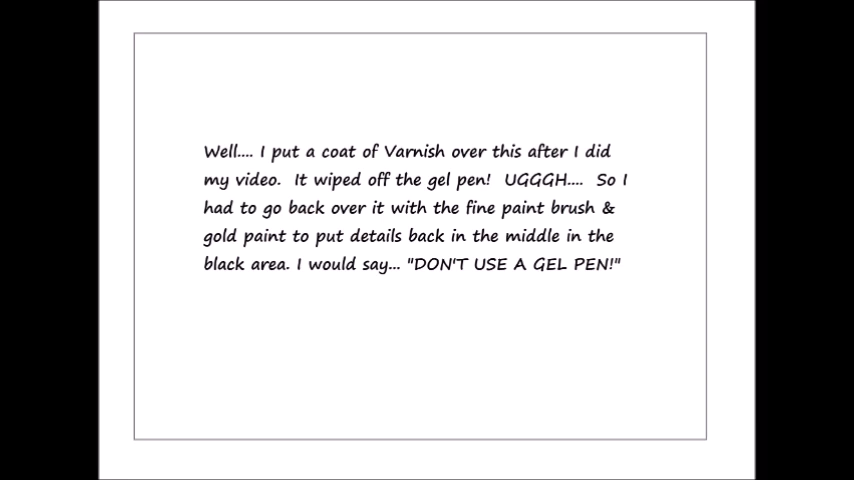 Well.... I put a coat of Varnish over this after I did
my video.  It wiped off the gel pen!  UGGGH....  So I
had to go back over it with the fine paint brush &
gold paint to put details back in the middle in the
black area. I would say... "DON'T USE A GEL PEN!"